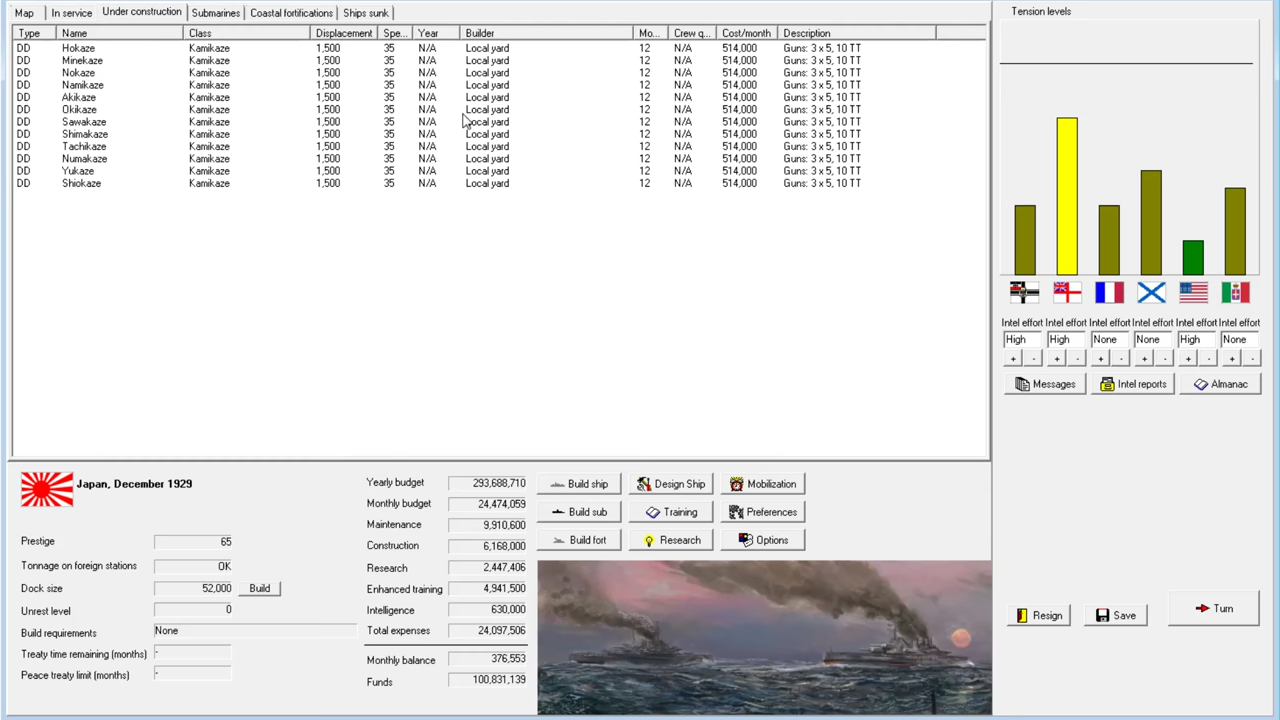 Map In service Under construction Submarines Coastal fortifications Ships sunk
Type Name Class Displacement Spe... Year Builder Mo... Crew q... Cost/month Description
DD Hokaze Kamikaze 1,500 35 N/A Local yard 12 N/A 514,000 Guns: 3 x 5, 10 TT
DD Minekaze Kamikaze 1,500 35 N/A Local yard 12 N/A 514,000 Guns: 3 x 5, 10 TT
DD Nokaze Kamikaze 1,500 35 N/A Local yard 12 N/A 514,000 Guns: 3 x 5, 10 TT
DD Namikaze Kamikaze 1,500 35 N/A Local yard 12 N/A 514,000 Guns: 3 x 5, 10 TT
DD Akikaze Kamikaze 1,500 35 N/A Local yard 12 N/A 514,000 Guns: 3 x 5, 10 TT
DD Okikaze Kamikaze 1,500 35 N/A Local yard 12 N/A 514,000 Guns: 3 x 5, 10 TT
DD Sawakaze Kamikaze 1,500 35 N/A Local yard 12 N/A 514,000 Guns: 3 x 5, 10 TT
DD Shimakaze Kamikaze 1,500 35 N/A Local yard 12 N/A 514,000 Guns: 3 x 5, 10 TT
DD Tachikaze Kamikaze 1,500 35 N/A Local yard 12 N/A 514,000 Guns: 3 x 5, 10 TT
DD Numakaze Kamikaze 1,500 35 N/A Local yard 12 N/A 514,000 Guns: 3 x 5, 10 TT
DD Yukaze Kamikaze 1,500 35 N/A Local yard 12 N/A 514,000 Guns: 3 x 5, 10 TT
DD Shiokaze Kamikaze 1,500 35 N/A Local yard 12 N/A 514,000 Guns: 3 x 5, 10 TT
Tension levels
Intel effort Intel effort Intel effort Intel effort Intel effort Intel effort
High High None None High None
+ - + - + - + - + - + -
Messages Intel reports Almanac
Japan, December 1929
Prestige 65
Tonnage on foreign stations OK
Dock size 52,000 Build
Unrest level 0
Build requirements None
Treaty time remaining (months) -
Peace treaty limit (months) -
Yearly budget 293,688,710
Monthly budget 24,474,059
Maintenance 9,910,600
Construction 6,168,000
Research 2,447,406
Enhanced training 4,941,500
Intelligence 630,000
Total expenses 24,097,506
Monthly balance 376,553
Funds 100,831,139
Build ship Design Ship Mobilization
Build sub Training Preferences
Build fort Research Options
Resign Save Turn